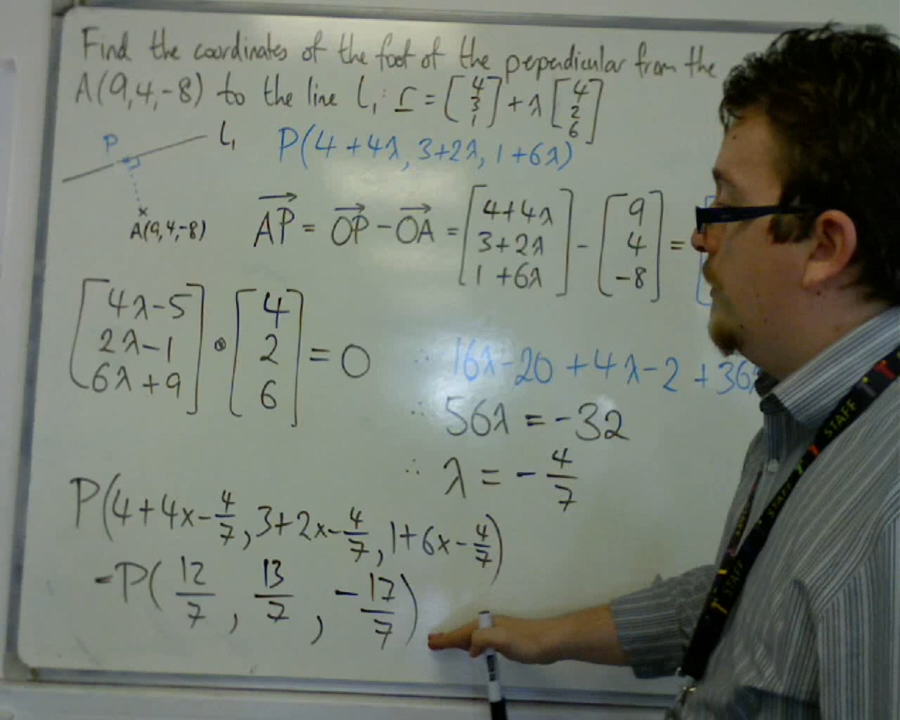 Find the coordinates of the foot of the pependicular from the
A(9,4,-8) to the line l₁: r = [4 3 1] + λ [4 2 6]
P l₁ P(4+4λ, 3+2λ, 1+6λ)
A(9,4,-8)
AP = OP - OA = [4+4λ 3+2λ 1+6λ] - [9 4 -8] =
[4λ-5 2λ-1 6λ+9] • [4 2 6] = 0 ∴ 16λ-20 + 4λ-2 + 36λ
∴ 56λ = -32
∴ λ = -4/7
P(4+4x-4/7, 3+2x-4/7, 1+6x-4/7)
=P(12/7, 13/7, -17/7)
STAFF
STAFF
STAFF